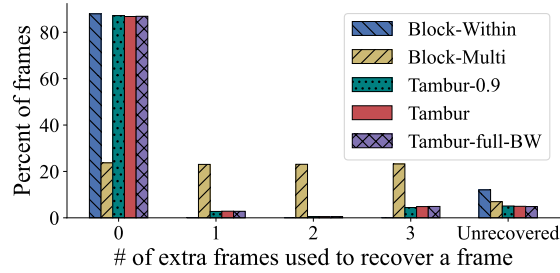 Percent of frames
80
60
40
20
0
Block-Within
Block-Multi
Tambur-0.9
Tambur
Tambur-full-BW
0 1 2 3 Unrecovered
# of extra frames used to recover a frame